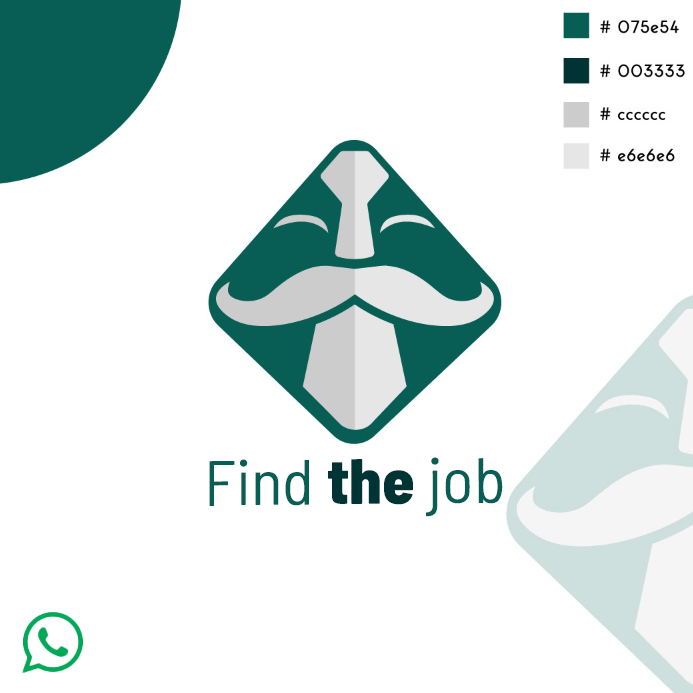 # 075e54
# 003333
# cccccc
# e6e6e6
Find the job